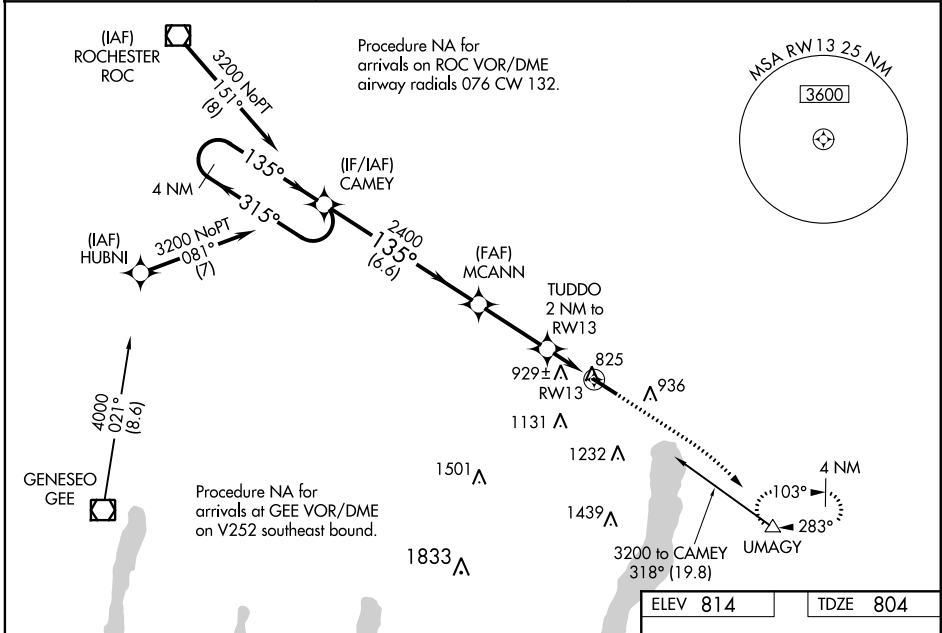 (IAF)
ROCHESTER
ROC
3200 NoPT
151°
(8)
Procedure NA for
arrivals on ROC VOR/DME
airway radials 076 CW 132.
MSA RW13 25 NM
3600
4 NM
135°
315°
(IF/IAF)
CAMEY
(IAF)
HUBNI
3200 NoPT
081°
(7)
2400
135°
(6.6)
(FAF)
MCANN
TUDDO
2 NM to
RW13
929±
825
RW13
936
1131
1232
1501
1439
1833
4000
021°
(8.6)
GENESEO
GEE
Procedure NA for
arrivals at GEE VOR/DME
on V252 southeast bound.
4 NM
103°
283°
UMAGY
3200 to CAMEY
318° (19.8)
ELEV 814
TDZE 804